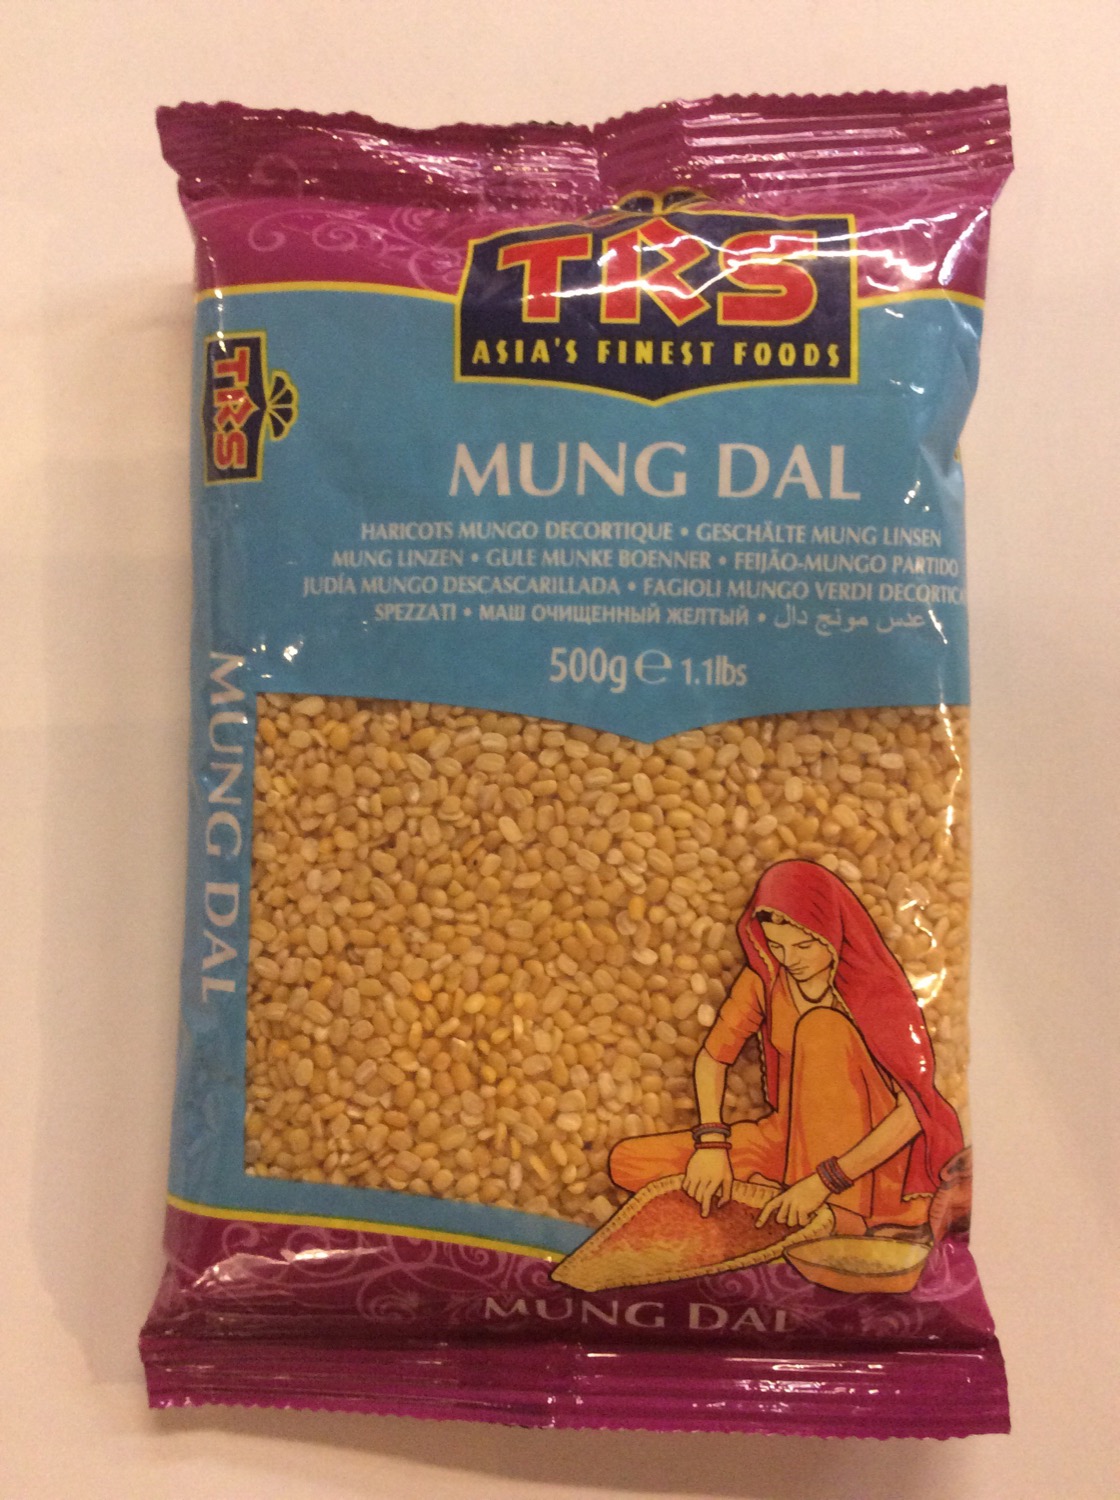 TRS
ASIA'S FINEST FOODS
TRS
MUNG DAL
HARICOTS MUNGO DECORTIQUE • GESCHÄLTE MUNG LINSEN
MUNG LINZEN • GULE MUNKE BOENNER • FEIJÃO-MUNGO PARTIDO
JUDÍA MUNGO DESCASCARILLADA • FAGIOLI MUNGO VERDI
SPEZZATI • МАШ ОЧИЩЕННЫЙ ЖЕЛТЫЙ • عدس مونج دال
500g ℮ 1.1lbs
MUNG DAL
MUNG DAL